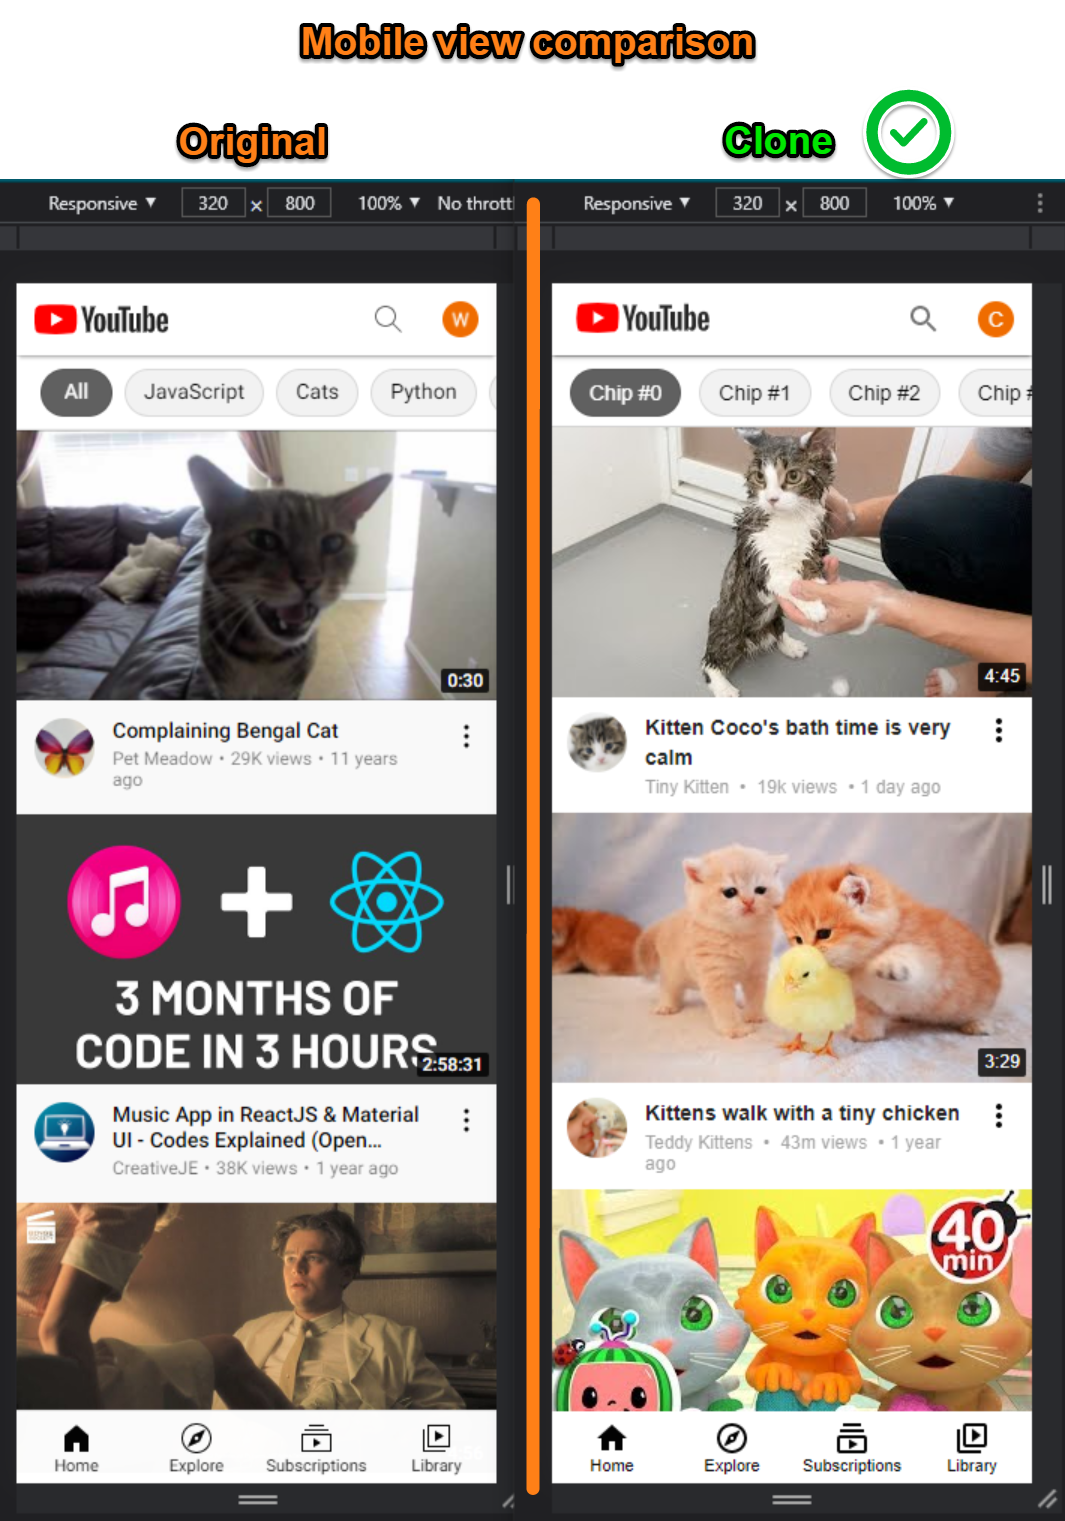 Mobile view comparison
Original
Clone
Responsive ▼ 320 × 800 100% ▼ No thrott
YouTube
W
All JavaScript Cats Python
0:30
Complaining Bengal Cat
Pet Meadow • 29K views • 11 years
ago
3 MONTHS OF
CODE IN 3 HOURS
2:58:31
Music App in ReactJS & Material
UI - Codes Explained (Open...
CreativeJE • 38K views • 1 year ago
Home Explore Subscriptions Library
Responsive ▼ 320 × 800 100% ▼
YouTube
C
Chip #0 Chip #1 Chip #2 Chip #
4:45
Kitten Coco's bath time is very
calm
Tiny Kitten • 19k views • 1 day ago
3:29
Kittens walk with a tiny chicken
Teddy Kittens • 43m views • 1 year
ago
40
min
Home Explore Subscriptions Library